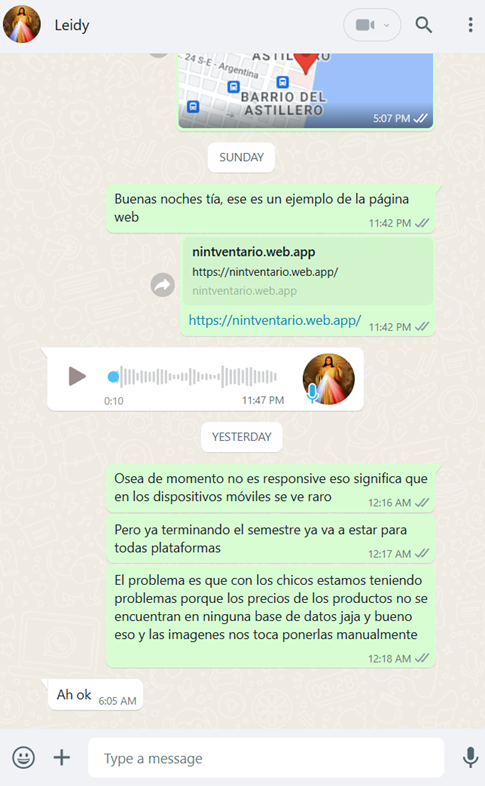 Leidy
ASTILLERO
24 S-E - Argentina
BARRIO DEL
ASTILLERO
5:07 PM
SUNDAY
Buenas noches tía, ese es un ejemplo de la página
web
11:42 PM
nintventario.web.app
https://nintventario.web.app/
nintventario.web.app
https://nintventario.web.app/
11:42 PM
0:10
11:47 PM
YESTERDAY
Osea de momento no es responsive eso significa que
en los dispositivos móviles se ve raro
12:16 AM
Pero ya terminando el semestre ya va a estar para
todas plataformas
12:17 AM
El problema es que con los chicos estamos teniendo
problemas porque los precios de los productos no se
encuentran en ninguna base de datos jaja y bueno
eso y las imagenes nos toca ponerlas manualmente
12:18 AM
Ah ok
6:05 AM
Type a message